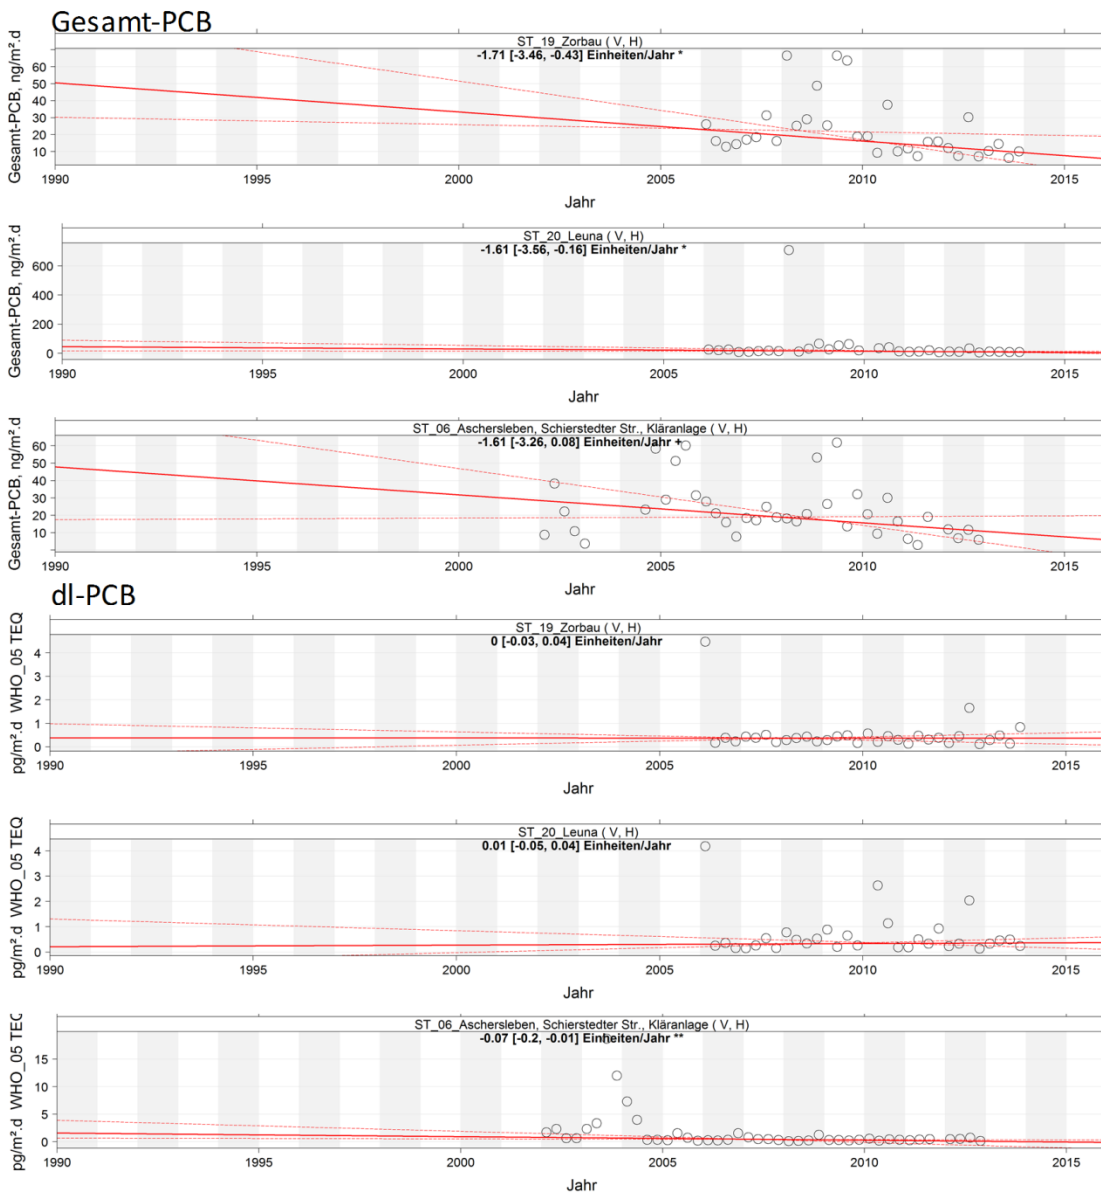 Gesamt-PCB
ST_19_Zorbau ( V, H)
-1.71 [-3.46, -0.43] Einheiten/Jahr *
Gesamt-PCB, ng/m².d
60
50
40
30
20
10
1990 1995 2000 2005 2010 2015
Jahr
ST_20_Leuna ( V, H)
-1.61 [-3.56, -0.16] Einheiten/Jahr *
Gesamt-PCB, ng/m².d
600
400
200
0
1990 1995 2000 2005 2010 2015
Jahr
ST_06_Aschersleben, Schierstedter Str., Kläranlage ( V, H)
-1.61 [-3.26, 0.08] Einheiten/Jahr +
Gesamt-PCB, ng/m².d
60
50
40
30
20
10
1990 1995 2000 2005 2010 2015
Jahr
dl-PCB
ST_19_Zorbau ( V, H)
0 [-0.03, 0.04] Einheiten/Jahr
pg/m².d WHO_05 TEQ
4
3
2
1
0
1990 1995 2000 2005 2010 2015
Jahr
ST_20_Leuna ( V, H)
0.01 [-0.05, 0.04] Einheiten/Jahr
pg/m².d WHO_05 TEQ
4
3
2
1
0
1990 1995 2000 2005 2010 2015
Jahr
ST_06_Aschersleben, Schierstedter Str., Kläranlage ( V, H)
-0.07 [-0.2, -0.01] Einheiten/Jahr **
pg/m².d WHO_05 TEC
15
10
5
0
1990 1995 2000 2005 2010 2015
Jahr